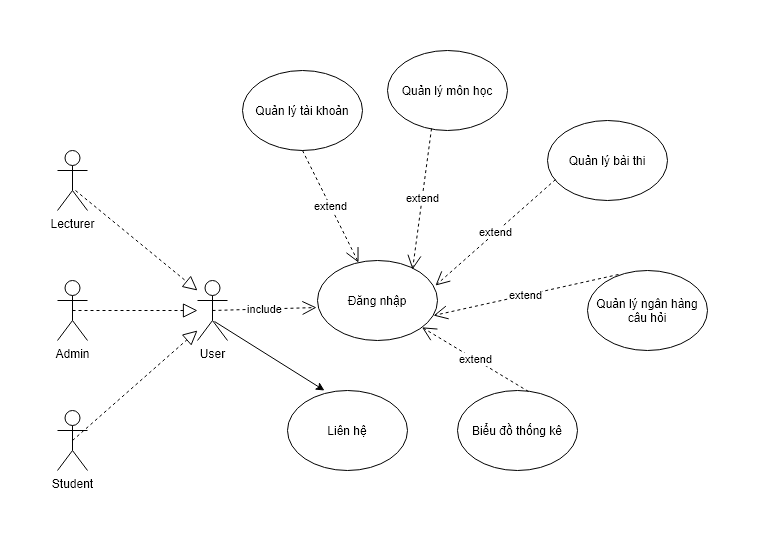 Quản lý môn học
Quản lý tài khoản
Quản lý bài thi
extend
extend
Lecturer
extend
Đăng nhập
extend
Quản lý ngân hàng
câu hỏi
include
Admin
User
extend
Liên hệ
Biểu đồ thống kê
Student